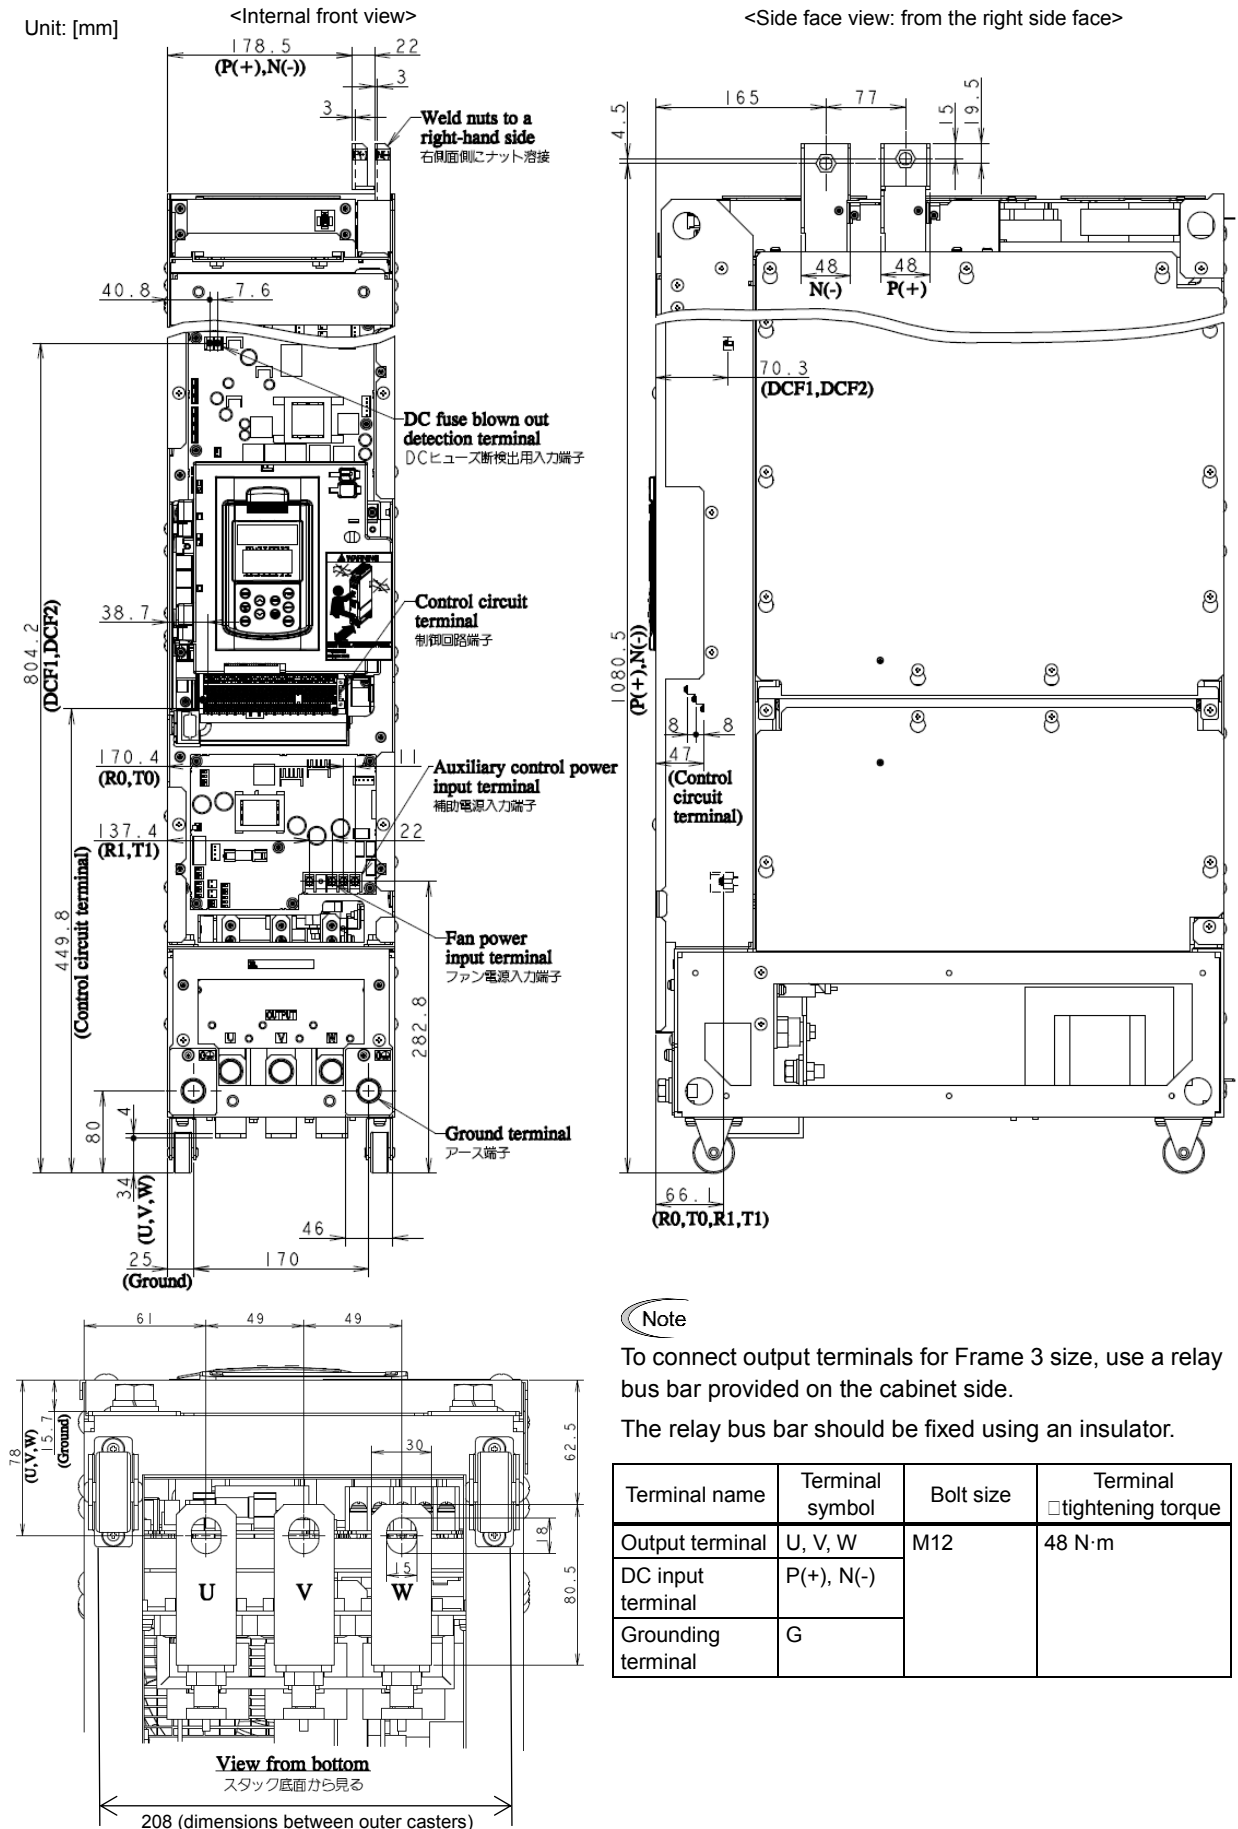 Unit: [mm]
<Internal front view>
<Side face view: from the right side face>
178.5
22
(P(+),N(-))
3
3
Weld nuts to a
right-hand side
右側面側にナット溶接
40.8
7.6
DC fuse blown out
detection terminal
DCヒューズ断検出用入力端子
WARNING
38.7
Control circuit
terminal
制御回路端子
804.2
(DCF1,DCF2)
170.4
(R0,T0)
11
Auxiliary control power
input terminal
補助電源入力端子
137.4
(R1,T1)
22
449.8
(Control circuit terminal)
Fan power
input terminal
ファン電源入力端子
282.8
OUTPUT
U
V
W
80
4
34
(U,V,W)
Ground terminal
アース端子
46
25
(Ground)
170
165
77
4.5
15
19.5
48
48
N(-)
P(+)
70.3
(DCF1,DCF2)
1080.5
(P(+),N(-))
8
8
47
(Control
circuit
terminal)
66.1
(R0,T0,R1,T1)
61
49
49
78
(U,V,W)
15.7
(Ground)
30
62.5
18
15
80.5
U
V
W
View from bottom
スタック底面から見る
208 (dimensions between outer casters)
Note
To connect output terminals for Frame 3 size, use a relay
bus bar provided on the cabinet side.
The relay bus bar should be fixed using an insulator.
Terminal name
Terminal
symbol
Bolt size
Terminal
□tightening torque
Output terminal
U, V, W
M12
48 N·m
DC input
terminal
P(+), N(-)
Grounding
terminal
G